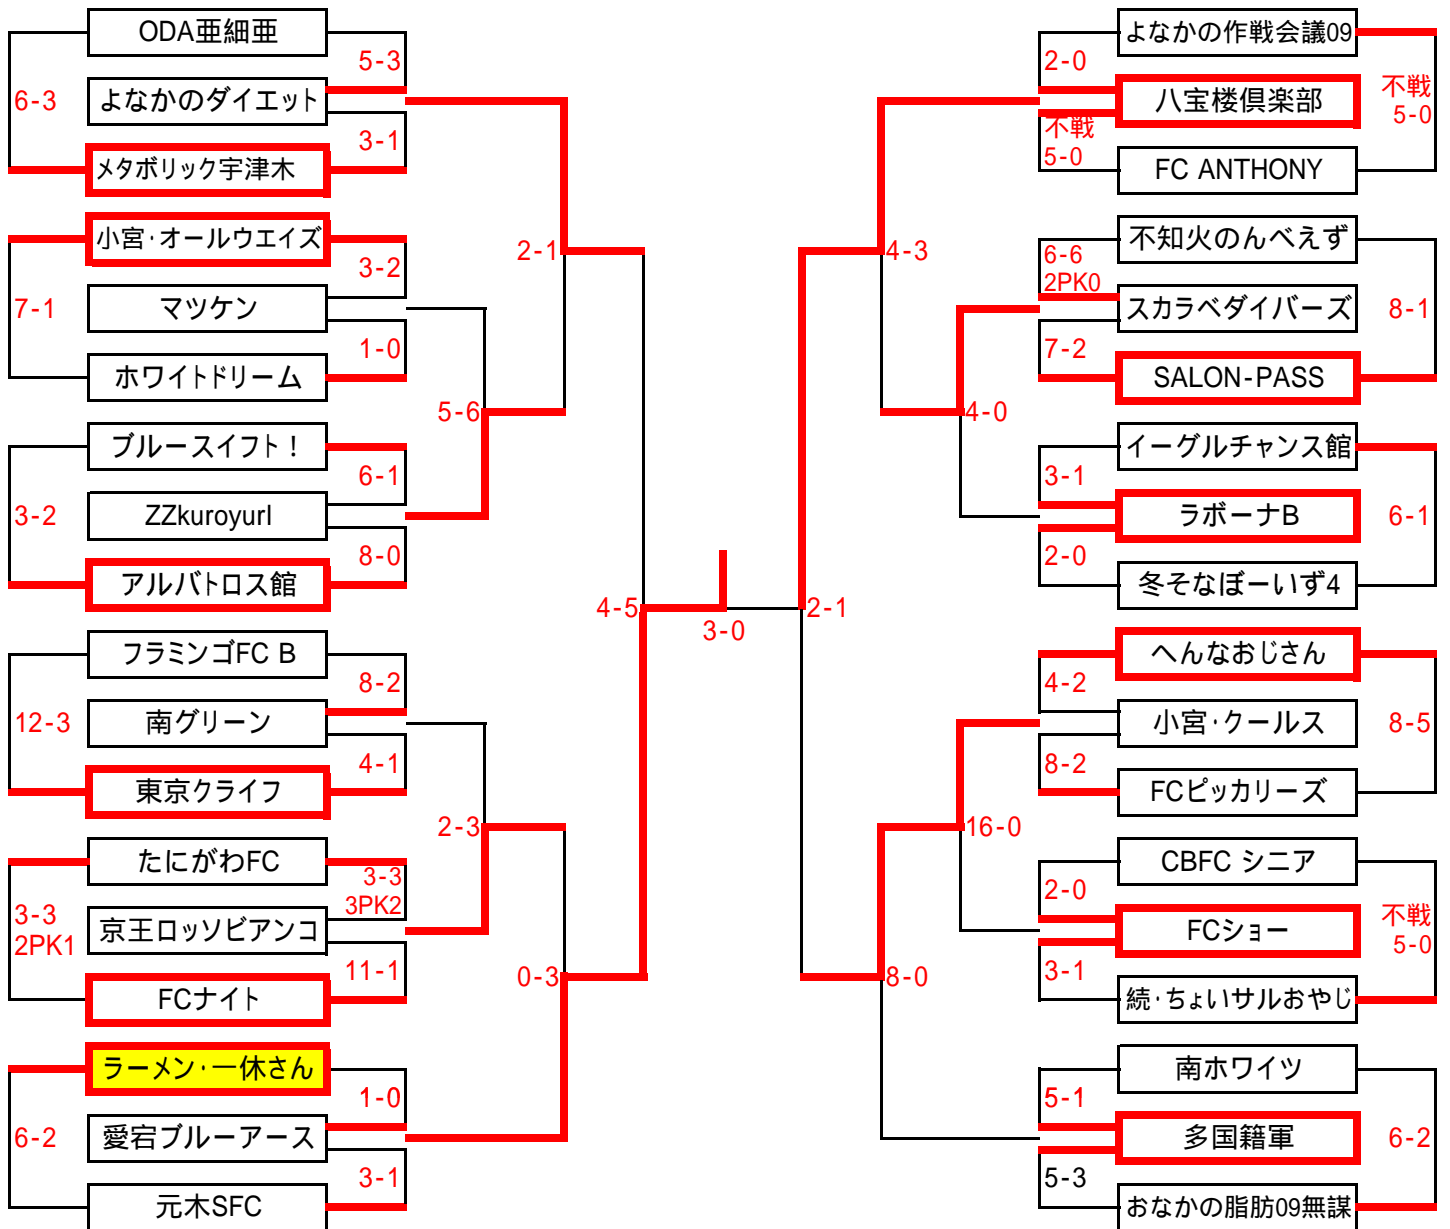 ODA亜細亜
5-3
6-3
よなかのダイエット
3-1
メタボリック宇津木
小宮・オールウエイズ
3-2
7-1
マツケン
1-0
ホワイトドリーム
ブルースイフト！
6-1
3-2
ZZkuroyurI
8-0
アルバトロス館
フラミンゴFC B
8-2
12-3
南グリーン
4-1
東京クライフ
たにがわFC
3-3
3PK2
3-3
2PK1
京王ロッソビアンコ
11-1
FCナイト
ラーメン・一休さん
1-0
6-2
愛宕ブルーアース
3-1
元木SFC
2-1
5-6
2-3
0-3
4-5
3-0
2-1
4-3
4-0
16-0
8-0
よなかの作戦会議09
2-0
八宝楼倶楽部
不戦
5-0
不戦
5-0
FC ANTHONY
不知火のんべえず
6-6
2PK0
スカラベダイバーズ
8-1
7-2
SALON-PASS
イーグルチャンス館
3-1
ラボーナB
6-1
2-0
冬そなぼーいず4
へんなおじさん
4-2
小宮・クールス
8-5
8-2
FCピッカリーズ
CBFC シニア
2-0
FCショー
不戦
5-0
3-1
続・ちょいサルおやじ
南ホワイツ
5-1
多国籍軍
6-2
5-3
おなかの脂肪09無謀